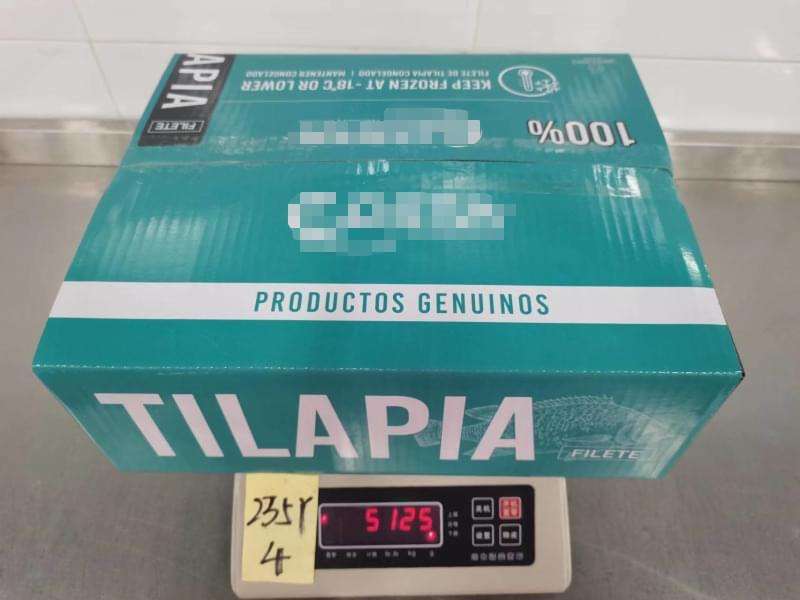 APIA
FILETE
KEEP FROZEN AT -18°C OR LOWER
FILETE DE TILAPIA CONGELADO | MANTENER CONGELADO
100%
PRODUCTOS GENUINOS
TILAPIA
FILETE
235Y
4
5125